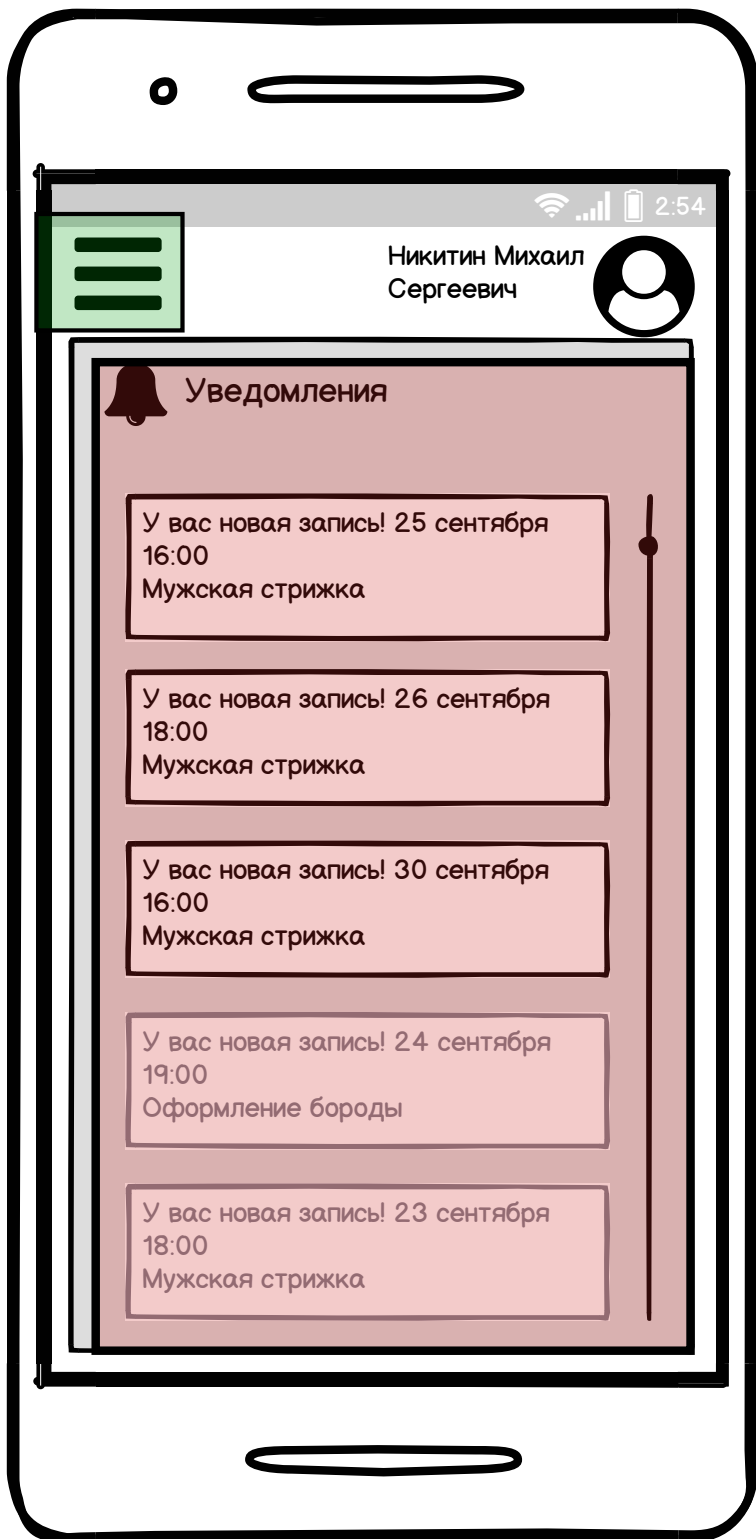 2:54
Никитин Михаил
Сергеевич
Уведомления
У вас новая запись! 25 сентября
16:00
Мужская стрижка
У вас новая запись! 26 сентября
18:00
Мужская стрижка
У вас новая запись! 30 сентября
16:00
Мужская стрижка
У вас новая запись! 24 сентября
19:00
Оформление бороды
У вас новая запись! 23 сентября
18:00
Мужская стрижка